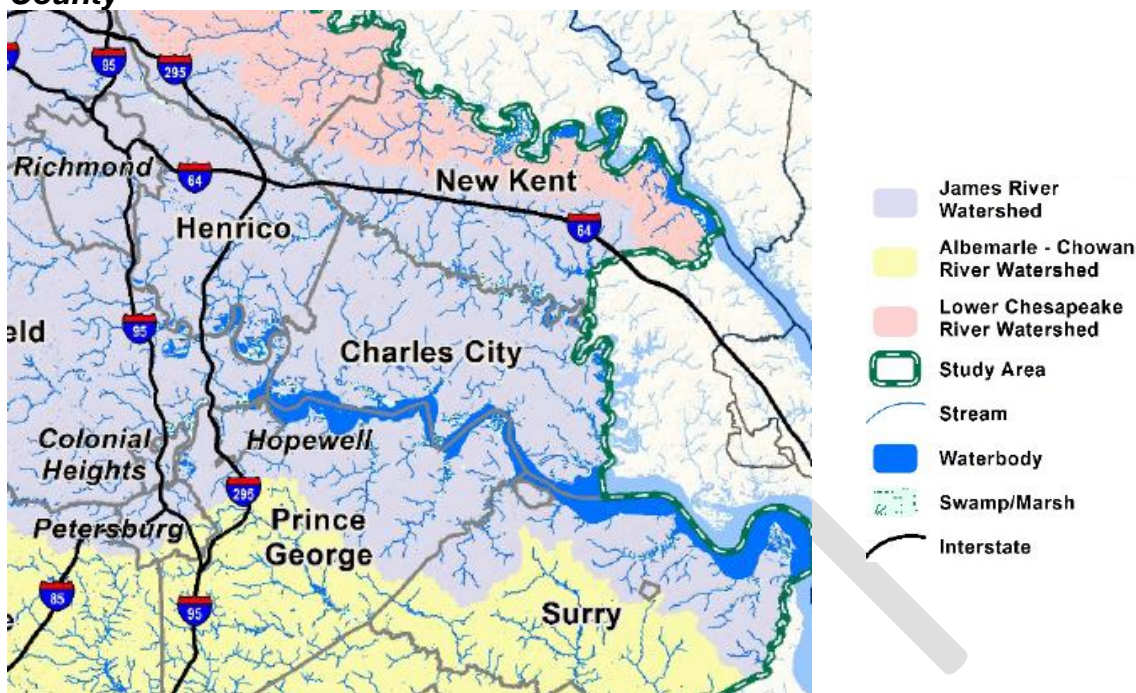 County
95
295
Richmond
64
New Kent
64
Henrico
95
eld
Charles City
Colonial
Heights
Hopewell
295
Petersburg
Prince
George
85
95
Surry
e
James River
Watershed
Albemarle - Chowan
River Watershed
Lower Chesapeake
River Watershed
Study Area
Stream
Waterbody
Swamp/Marsh
Interstate